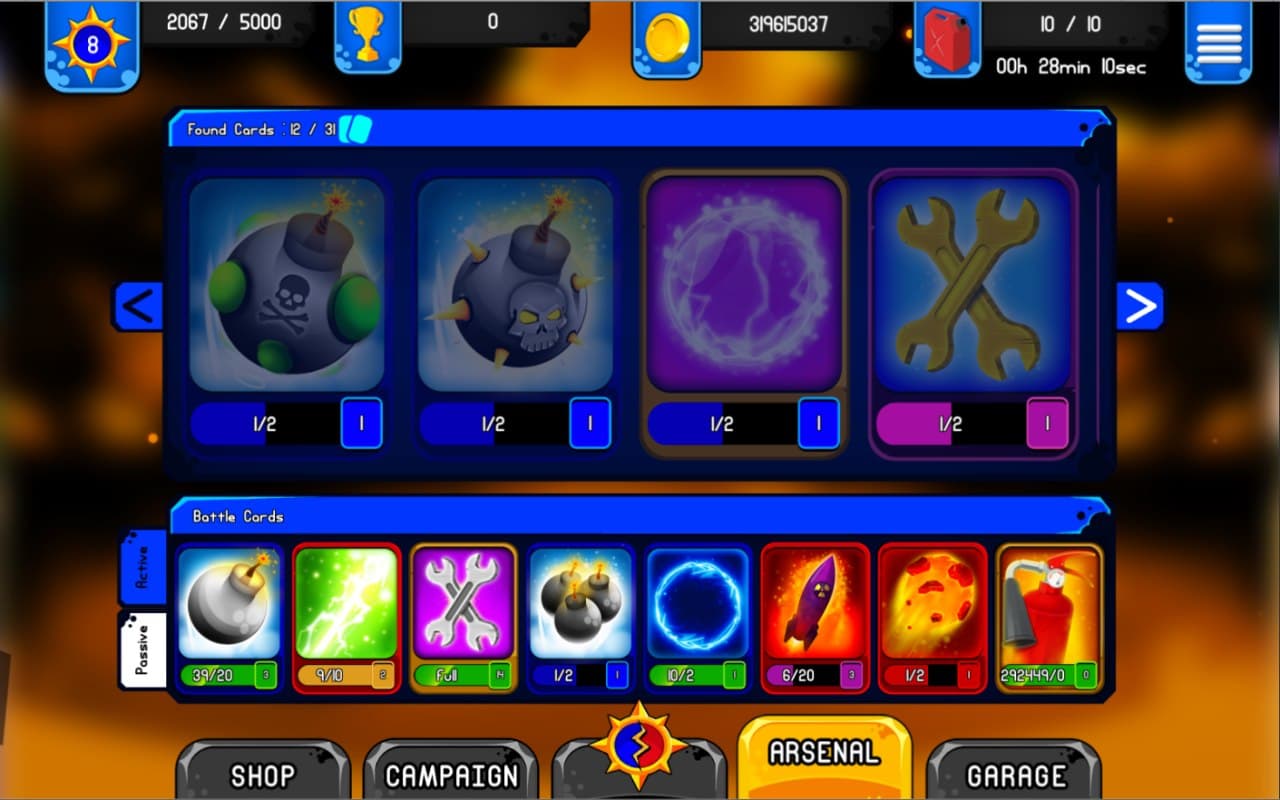 8
2067 / 5000
0
319615037
10 / 10
00h 28min 10sec
Found Cards : 12 / 31
1/2 1
1/2 1
1/2 1
1/2 1
<
>
Battle Cards
Active
Passive
39/20 3
9/10 2
Full 14
1/2 1
10/2 1
6/20 3
1/2 1
292449/0 0
SHOP
CAMPAIGN
ARSENAL
GARAGE